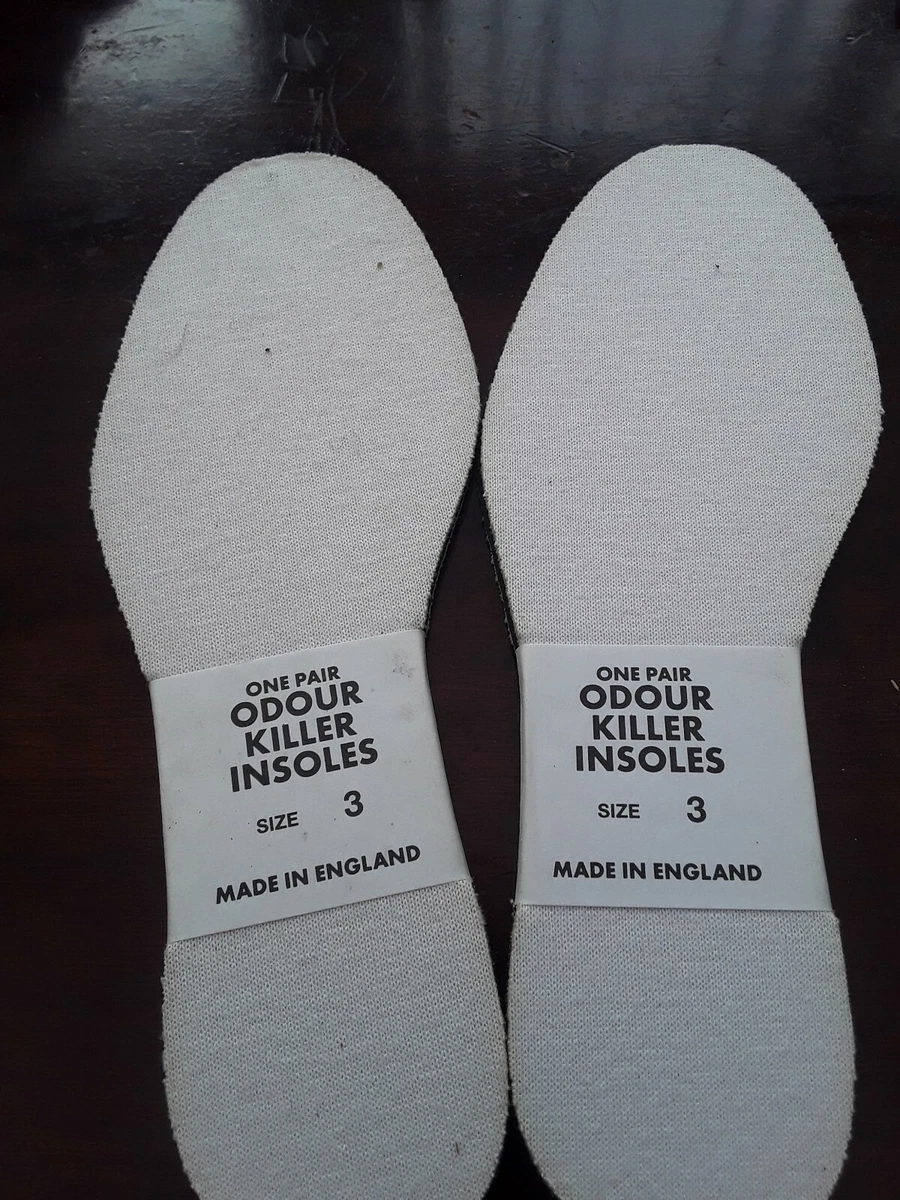 ONE PAIR
ODOUR
KILLER
INSOLES
SIZE 3
MADE IN ENGLAND
ONE PAIR
ODOUR
KILLER
INSOLES
SIZE 3
MADE IN ENGLAND